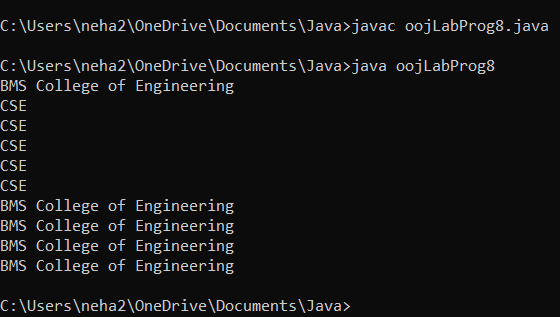 C:\Users\neha2\OneDrive\Documents\Java>javac oojLabProg8.java
C:\Users\neha2\OneDrive\Documents\Java>java oojLabProg8
BMS College of Engineering
CSE
CSE
CSE
CSE
CSE
BMS College of Engineering
BMS College of Engineering
BMS College of Engineering
BMS College of Engineering
C:\Users\neha2\OneDrive\Documents\Java>